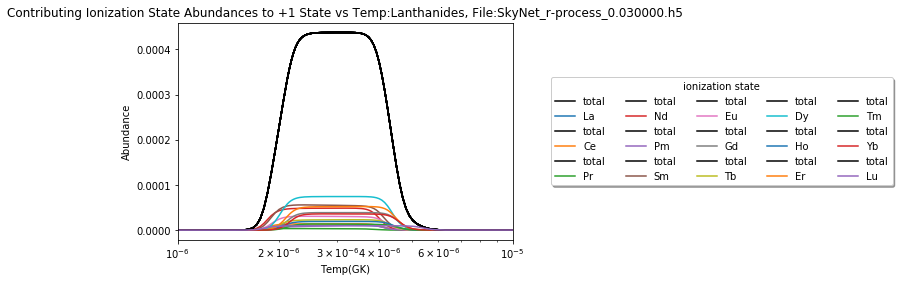 Contributing Ionization State Abundances to +1 State vs Temp:Lanthanides, File:SkyNet_r-process_0.030000.h5
Abundance
0.0004
0.0003
0.0002
0.0001
0.0000
10⁻⁶
2 × 10⁻⁶
3 × 10⁻⁶
4 × 10⁻⁶
6 × 10⁻⁶
10⁻⁵
Temp(GK)
ionization state
total total total total total
La Nd Eu Dy Tm
total total total total total
Ce Pm Gd Ho Yb
total total total total total
Pr Sm Tb Er Lu